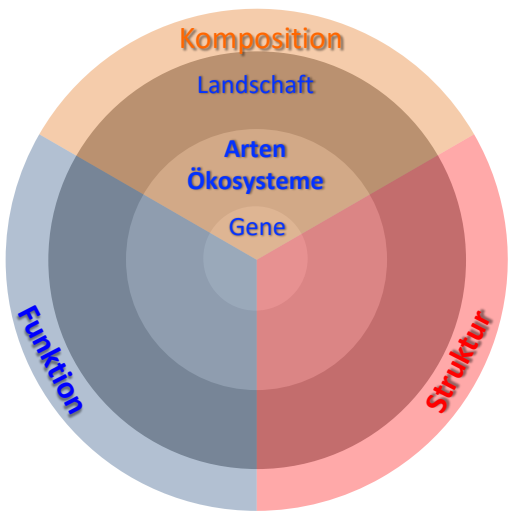 Komposition
Landschaft
Arten
Ökosysteme
Gene
Funktion
Struktur